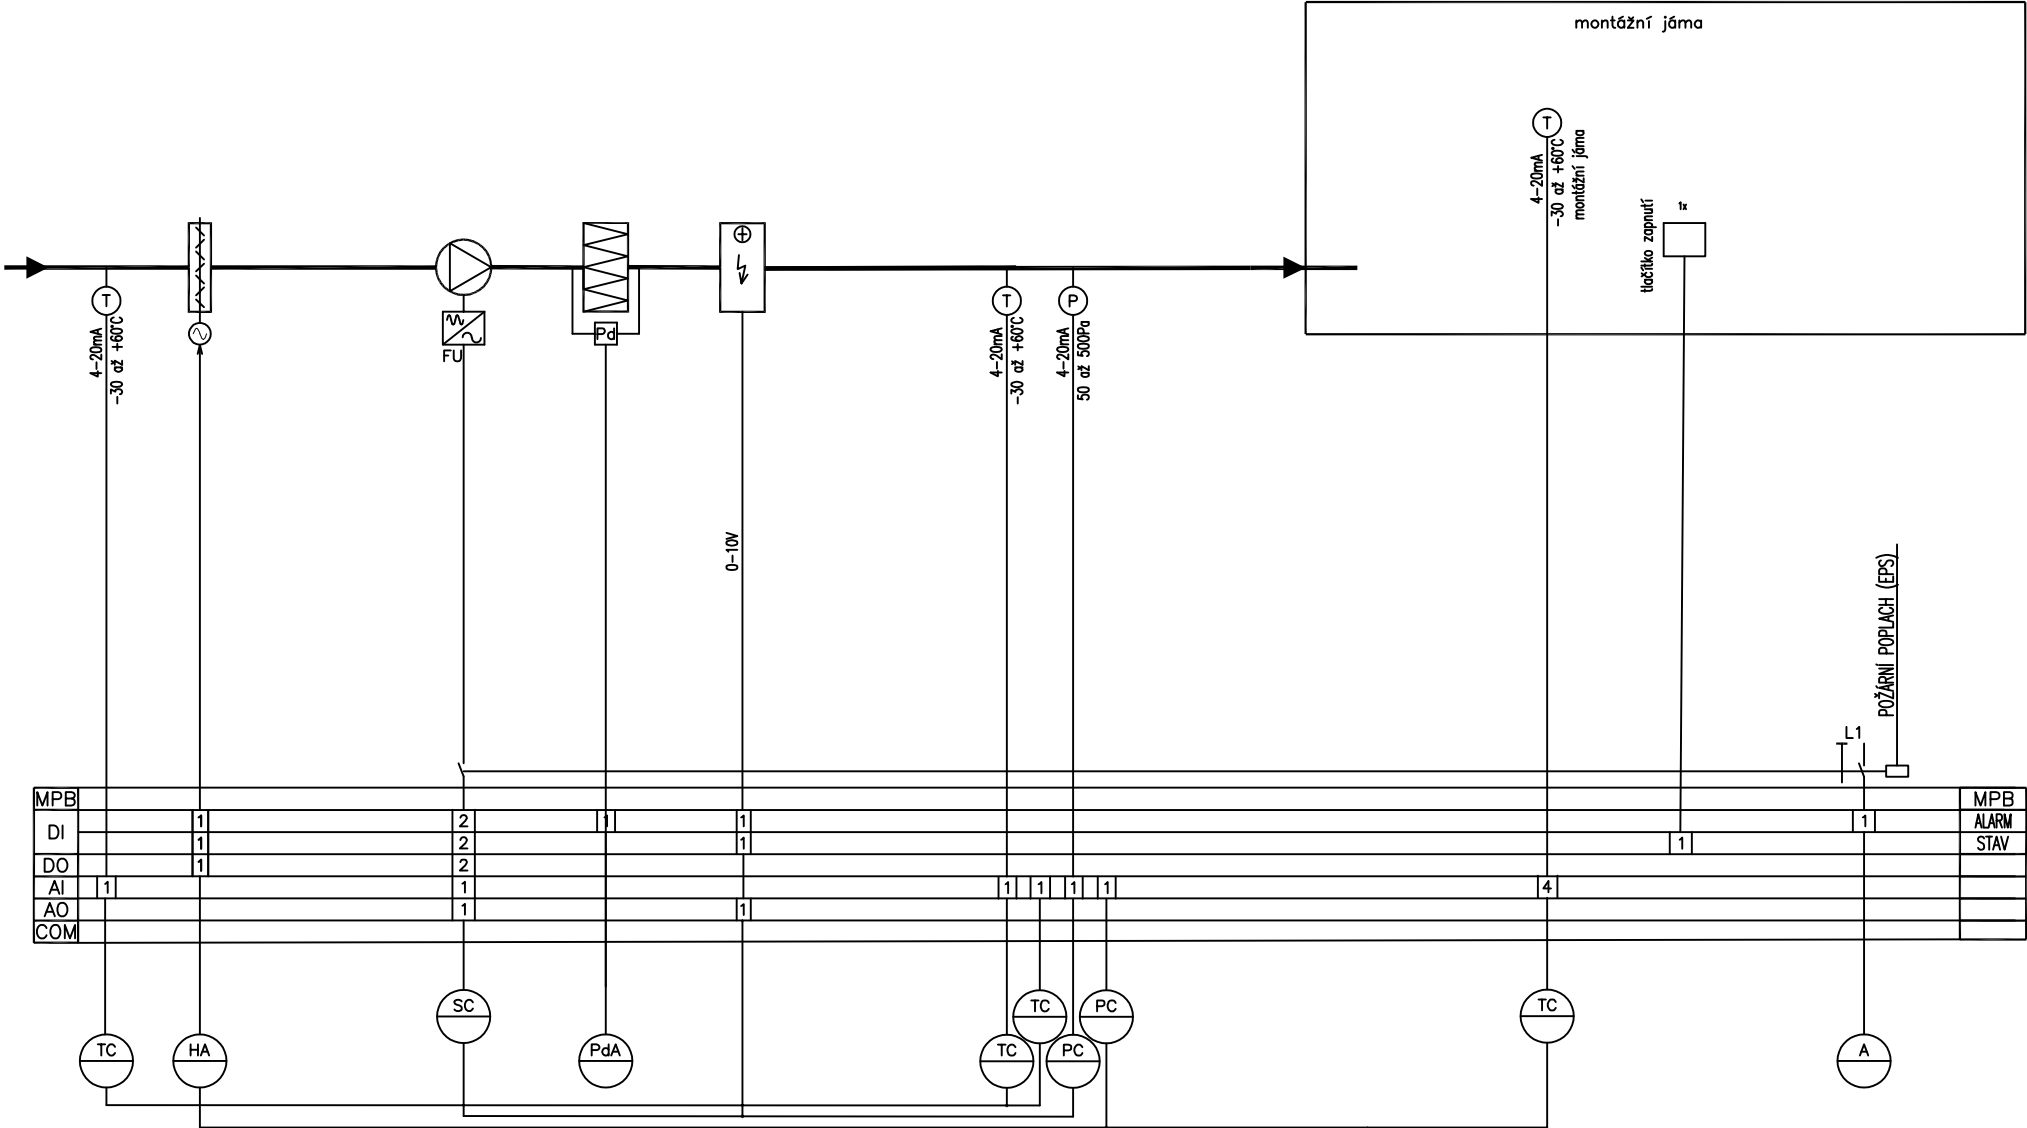 montážní jáma
T
4-20mA
-30 až +60°C
montážní jáma
tlačítko zapnutí
1x
T
4-20mA
-30 až +60°C
FU
Pd
T
4-20mA
-30 až +60°C
P
4-20mA
50 až 500Pa
0-10V
POŽÁRNÍ POPLACH (EPS)
L1
MPB MPB
DI 1 2 1 1 1 ALARM
1 2 1 1 STAV
DO 1 2
AI 1 1 1 1 1 1 4
AO 1 1
COM
SC TC PC TC
TC HA PdA TC PC A